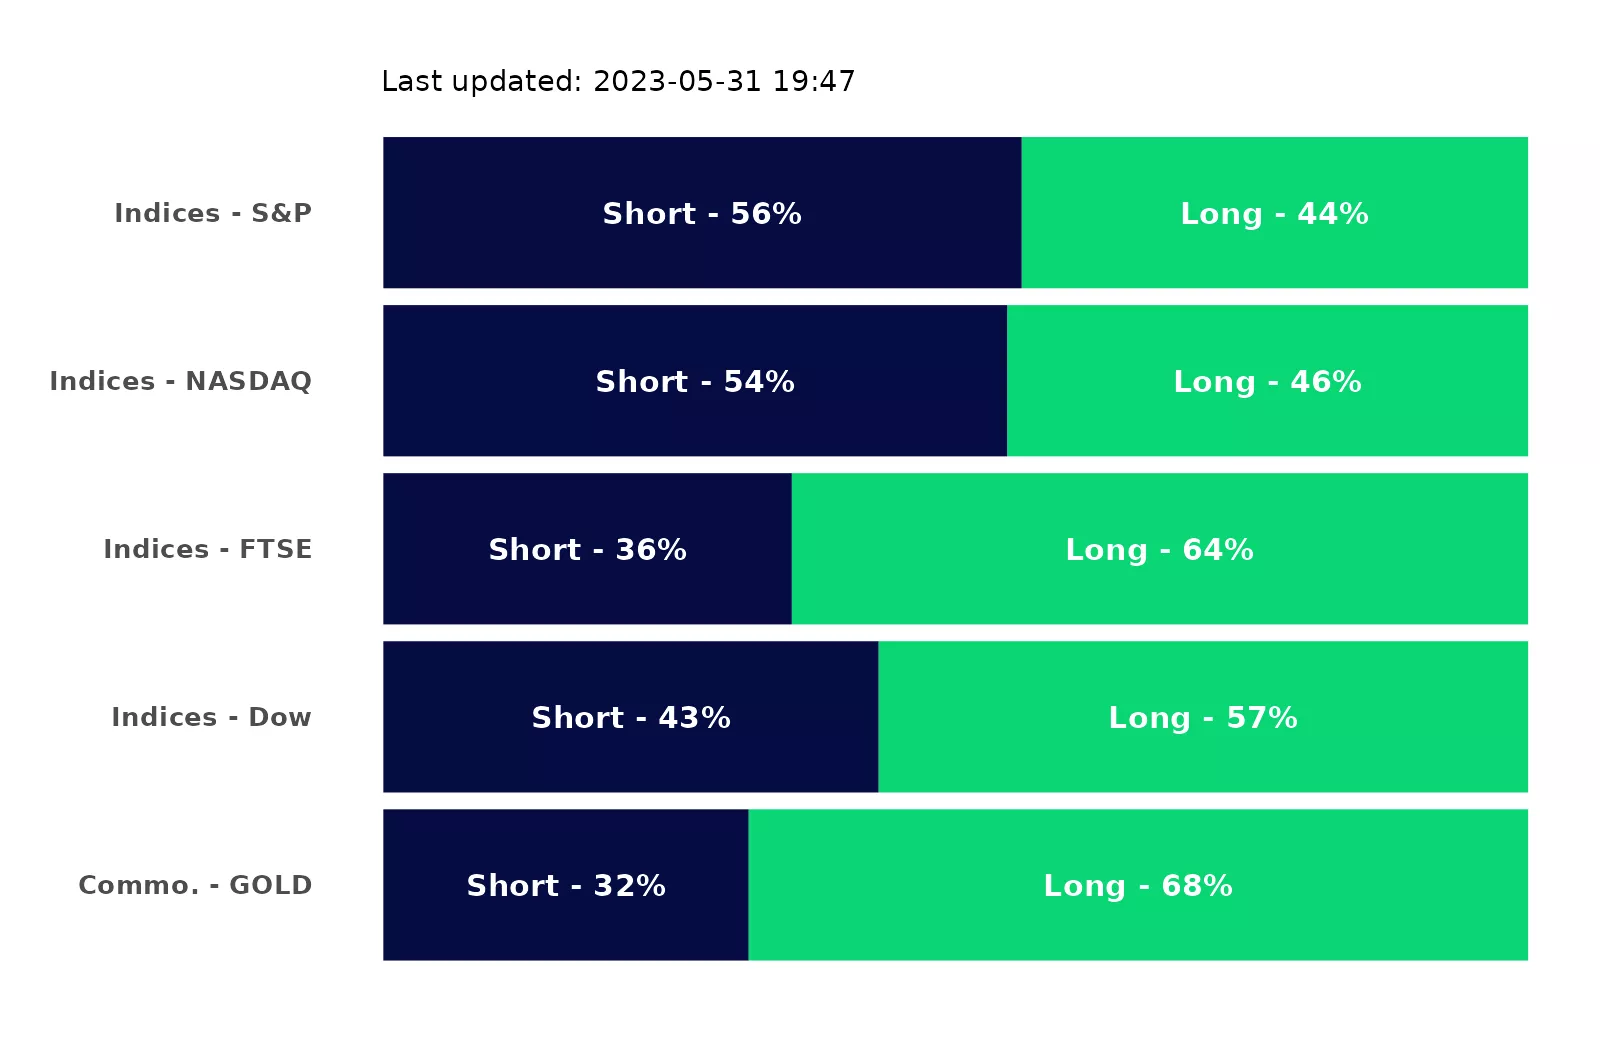 Last updated: 2023-05-31 19:47
Indices - S&P Short - 56% Long - 44%
Indices - NASDAQ Short - 54% Long - 46%
Indices - FTSE Short - 36% Long - 64%
Indices - Dow Short - 43% Long - 57%
Commo. - GOLD Short - 32% Long - 68%